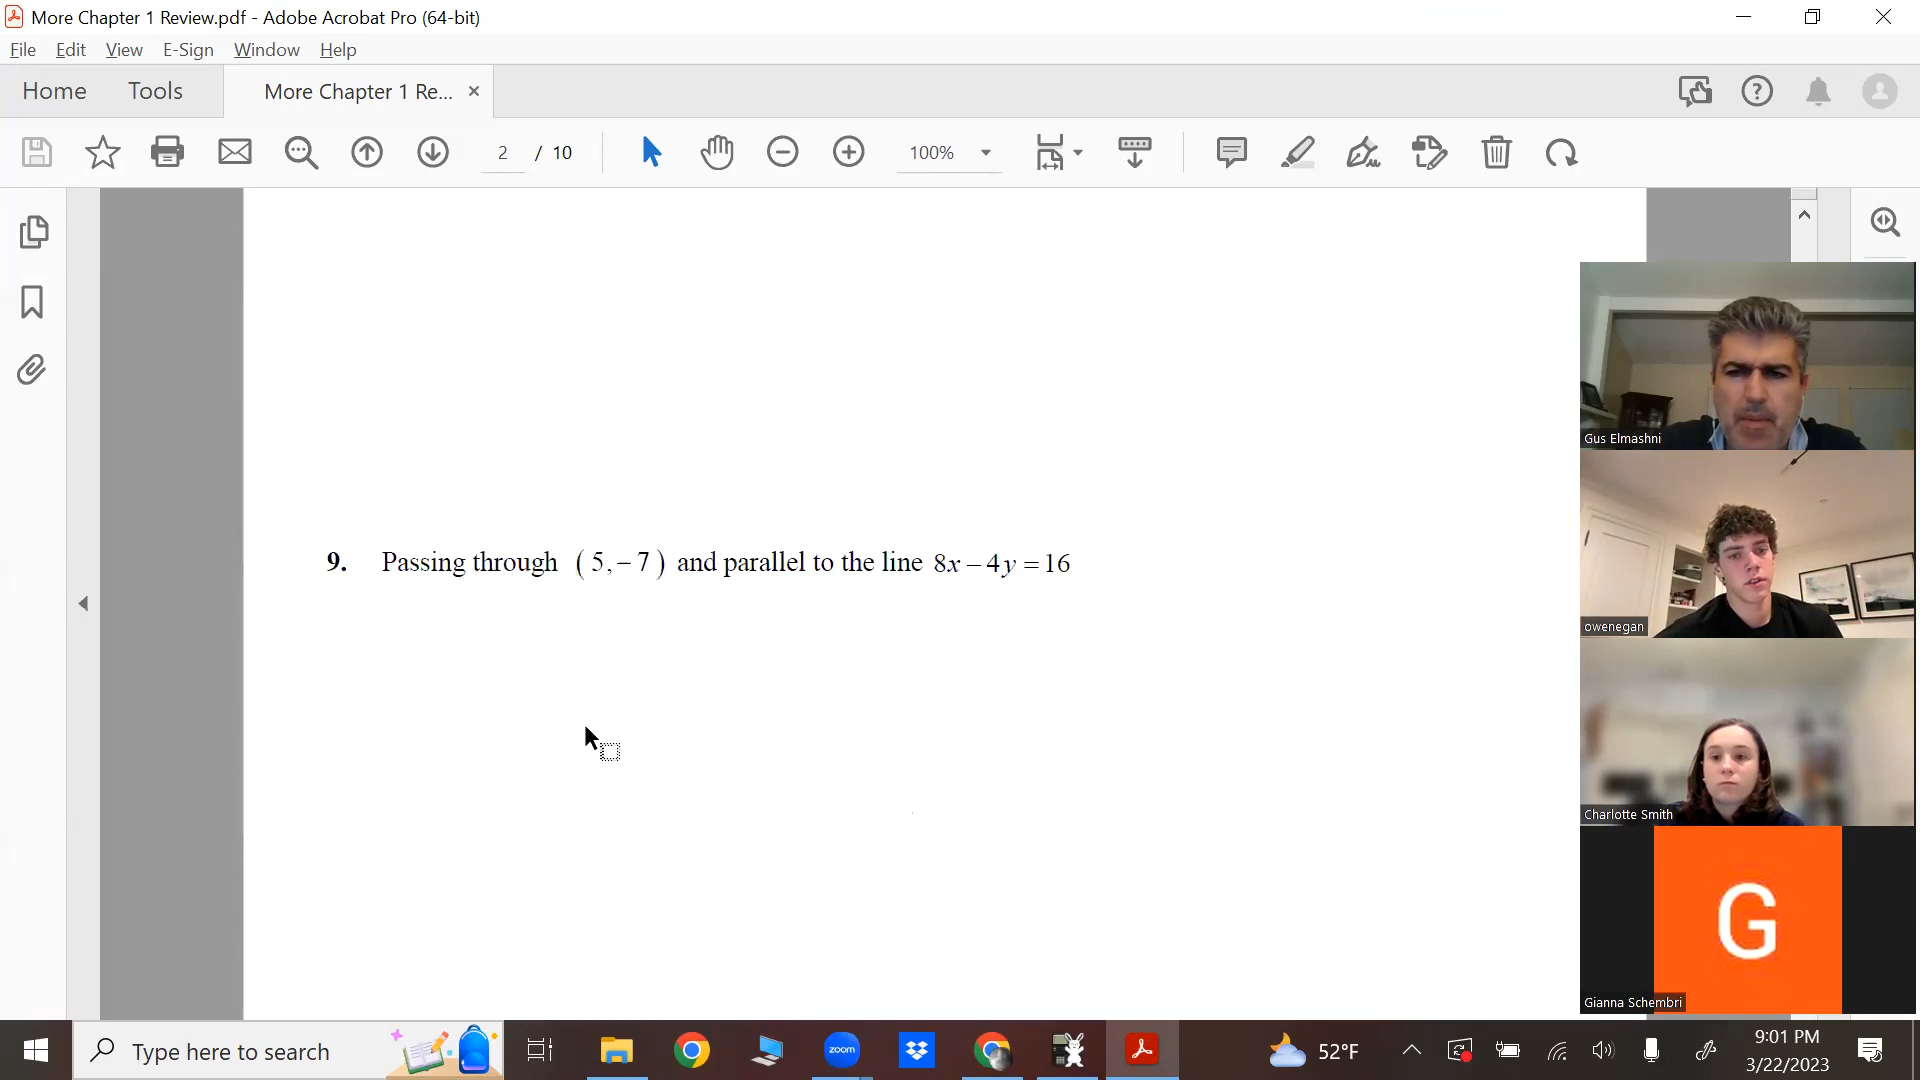 More Chapter 1 Review.pdf - Adobe Acrobat Pro (64-bit)
File Edit View E-Sign Window Help
Home Tools More Chapter 1 Re... ×
2 / 10 100%
9. Passing through (5,−7) and parallel to the line 8x−4y=16
Gus Elmashni
owenegan
Charlotte Smith
G
Gianna Schembri
Type here to search
zoom
52°F
9:01 PM
3/22/2023